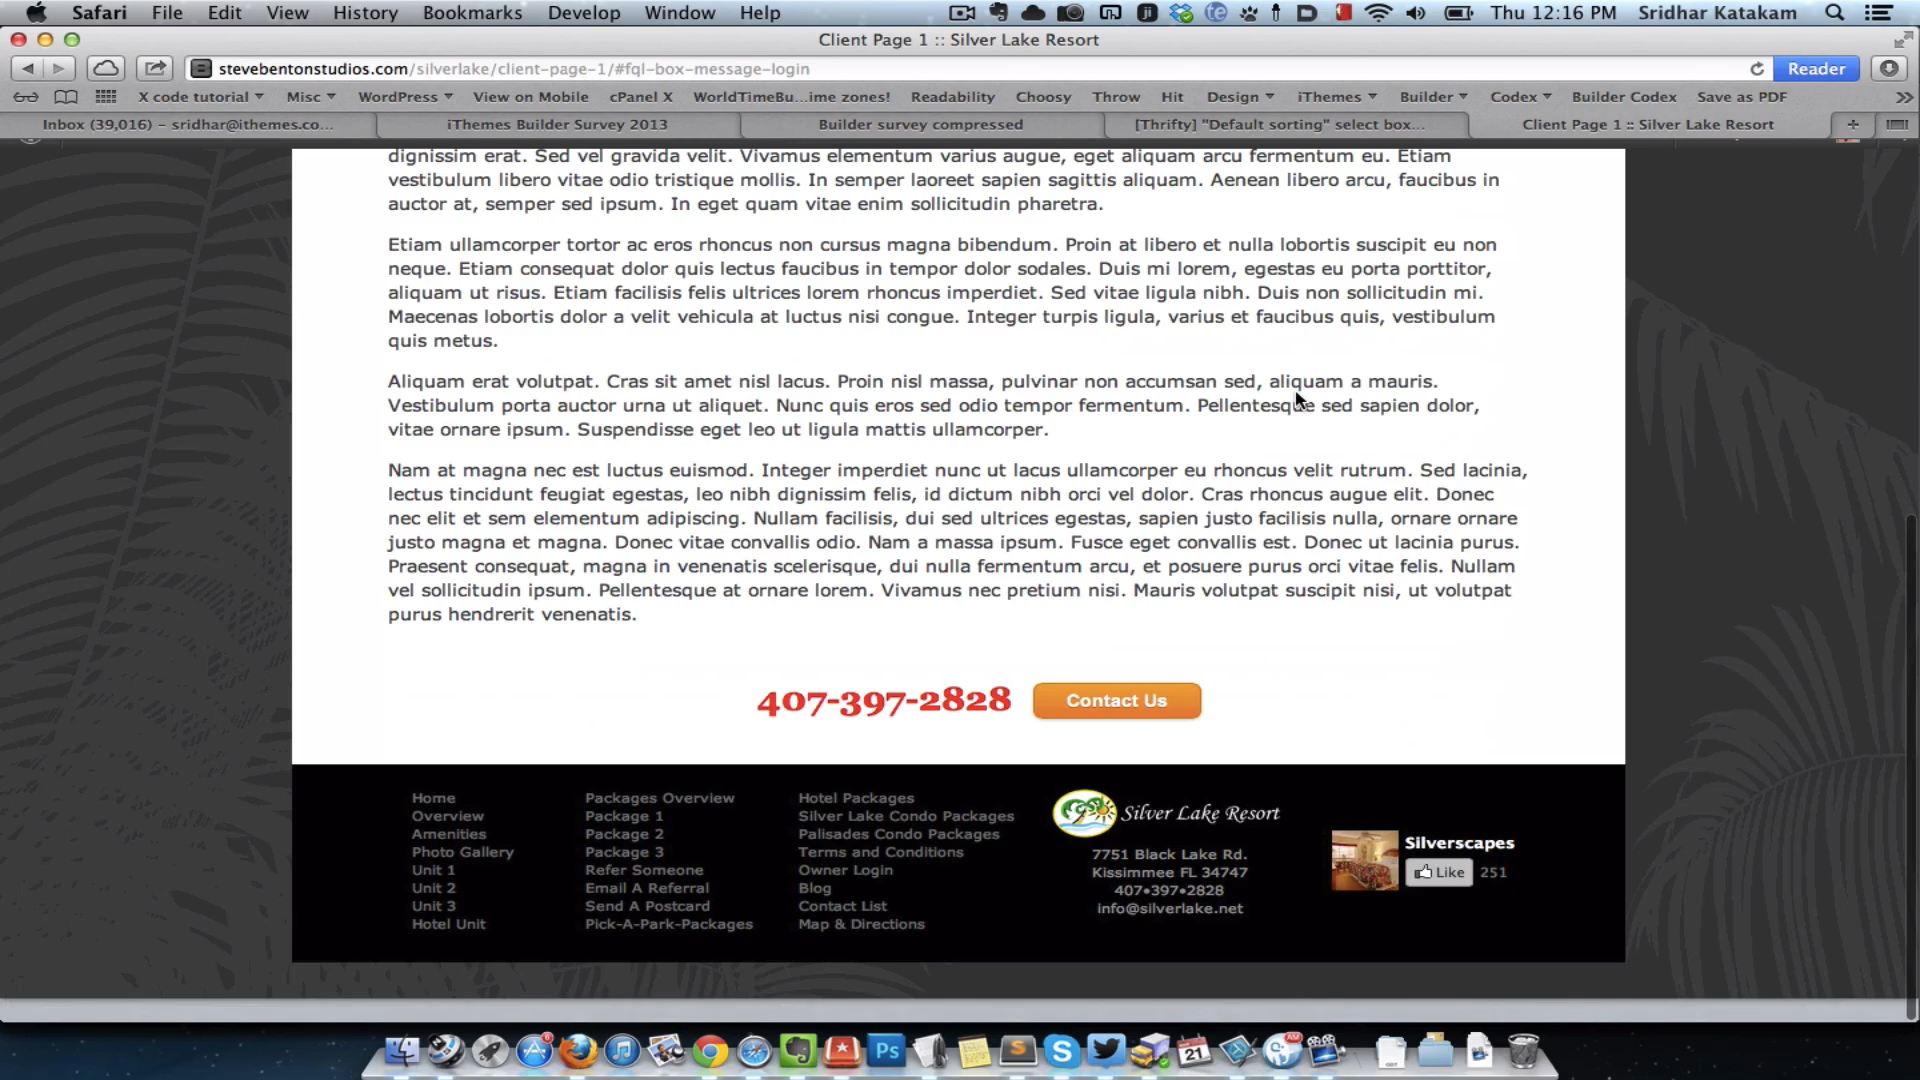 Safari File Edit View History Bookmarks Develop Window Help Thu 12:16 PM Sridhar Katakam
Client Page 1 :: Silver Lake Resort
stevebentonstudios.com/silverlake/client-page-1/#fql-box-message-login Reader
X code tutorial Misc WordPress View on Mobile cPanel X WorldTimeBu...ime zones! Readability Choosy Throw Hit Design iThemes Builder Codex Builder Codex Save as PDF
Inbox (39,016) – sridhar@ithemes.co... iThemes Builder Survey 2013 Builder survey compressed [Thrifty] "Default sorting" select box... Client Page 1 :: Silver Lake Resort
dignissim erat. Sed vel gravida velit. Vivamus elementum varius augue, eget aliquam arcu fermentum eu. Etiam
vestibulum libero vitae odio tristique mollis. In semper laoreet sapien sagittis aliquam. Aenean libero arcu, faucibus in
auctor at, semper sed ipsum. In eget quam vitae enim sollicitudin pharetra.
Etiam ullamcorper tortor ac eros rhoncus non cursus magna bibendum. Proin at libero et nulla lobortis suscipit eu non
neque. Etiam consequat dolor quis lectus faucibus in tempor dolor sodales. Duis mi lorem, egestas eu porta porttitor,
aliquam ut risus. Etiam facilisis felis ultrices lorem rhoncus imperdiet. Sed vitae ligula nibh. Duis non sollicitudin mi.
Maecenas lobortis dolor a velit vehicula at luctus nisi congue. Integer turpis ligula, varius et faucibus quis, vestibulum
quis metus.
Aliquam erat volutpat. Cras sit amet nisl lacus. Proin nisl massa, pulvinar non accumsan sed, aliquam a mauris.
Vestibulum porta auctor urna ut aliquet. Nunc quis eros sed odio tempor fermentum. Pellentesque sed sapien dolor,
vitae ornare ipsum. Suspendisse eget leo ut ligula mattis ullamcorper.
Nam at magna nec est luctus euismod. Integer imperdiet nunc ut lacus ullamcorper eu rhoncus velit rutrum. Sed lacinia,
lectus tincidunt feugiat egestas, leo nibh dignissim felis, id dictum nibh orci vel dolor. Cras rhoncus augue elit. Donec
nec elit et sem elementum adipiscing. Nullam facilisis, dui sed ultrices egestas, sapien justo facilisis nulla, ornare ornare
justo magna et magna. Donec vitae convallis odio. Nam a massa ipsum. Fusce eget convallis est. Donec ut lacinia purus.
Praesent consequat, magna in venenatis scelerisque, dui nulla fermentum arcu, et posuere purus orci vitae felis. Nullam
vel sollicitudin ipsum. Pellentesque at ornare lorem. Vivamus nec pretium nisi. Mauris volutpat suscipit nisi, ut volutpat
purus hendrerit venenatis.
407-397-2828 Contact Us
Home
Overview
Amenities
Photo Gallery
Unit 1
Unit 2
Unit 3
Hotel Unit
Packages Overview
Package 1
Package 2
Package 3
Refer Someone
Email A Referral
Send A Postcard
Pick-A-Park-Packages
Hotel Packages
Silver Lake Condo Packages
Palisades Condo Packages
Terms and Conditions
Owner Login
Blog
Contact List
Map & Directions
Silver Lake Resort
7751 Black Lake Rd.
Kissimmee FL 34747
407•397•2828
info@silverlake.net
Silverscapes
Like 251
Ps
21